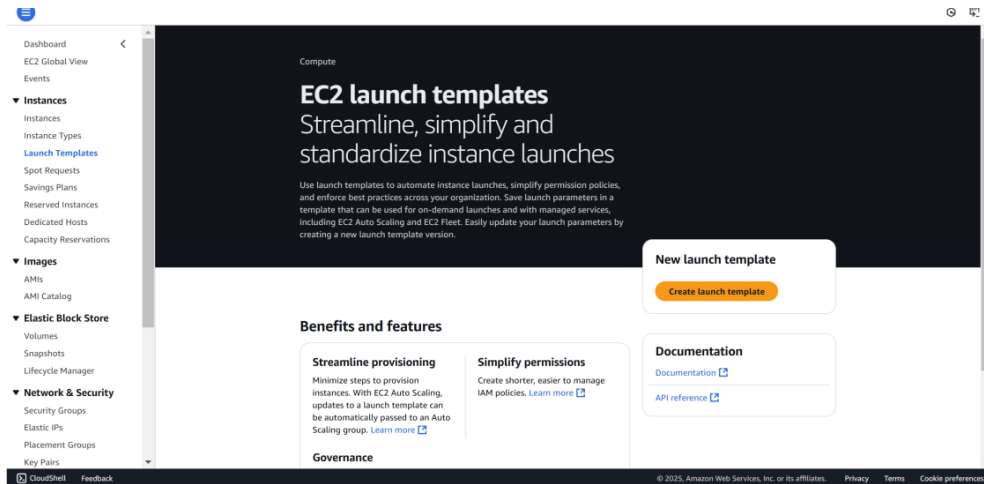 Dashboard
EC2 Global View
Events
Instances
Instances
Instance Types
Launch Templates
Spot Requests
Savings Plans
Reserved Instances
Dedicated Hosts
Capacity Reservations
Images
AMIs
AMI Catalog
Elastic Block Store
Volumes
Snapshots
Lifecycle Manager
Network & Security
Security Groups
Elastic IPs
Placement Groups
Key Pairs
Compute
EC2 launch templates
Streamline, simplify and
standardize instance launches
Use launch templates to automate instance launches, simplify permission policies,
and enforce best practices across your organization. Save launch parameters in a
template that can be used for on-demand launches and with managed services,
including EC2 Auto Scaling and EC2 Fleet. Easily update your launch parameters by
creating a new launch template version.
New launch template
Create launch template
Benefits and features
Streamline provisioning
Minimize steps to provision
instances. With EC2 Auto Scaling,
updates to a launch template can
be automatically passed to an Auto
Scaling group. Learn more
Simplify permissions
Create shorter, easier to manage
IAM policies. Learn more
Governance
Documentation
Documentation
API reference
CloudShell Feedback
© 2025, Amazon Web Services, Inc. or its affiliates. Privacy Terms Cookie preferences